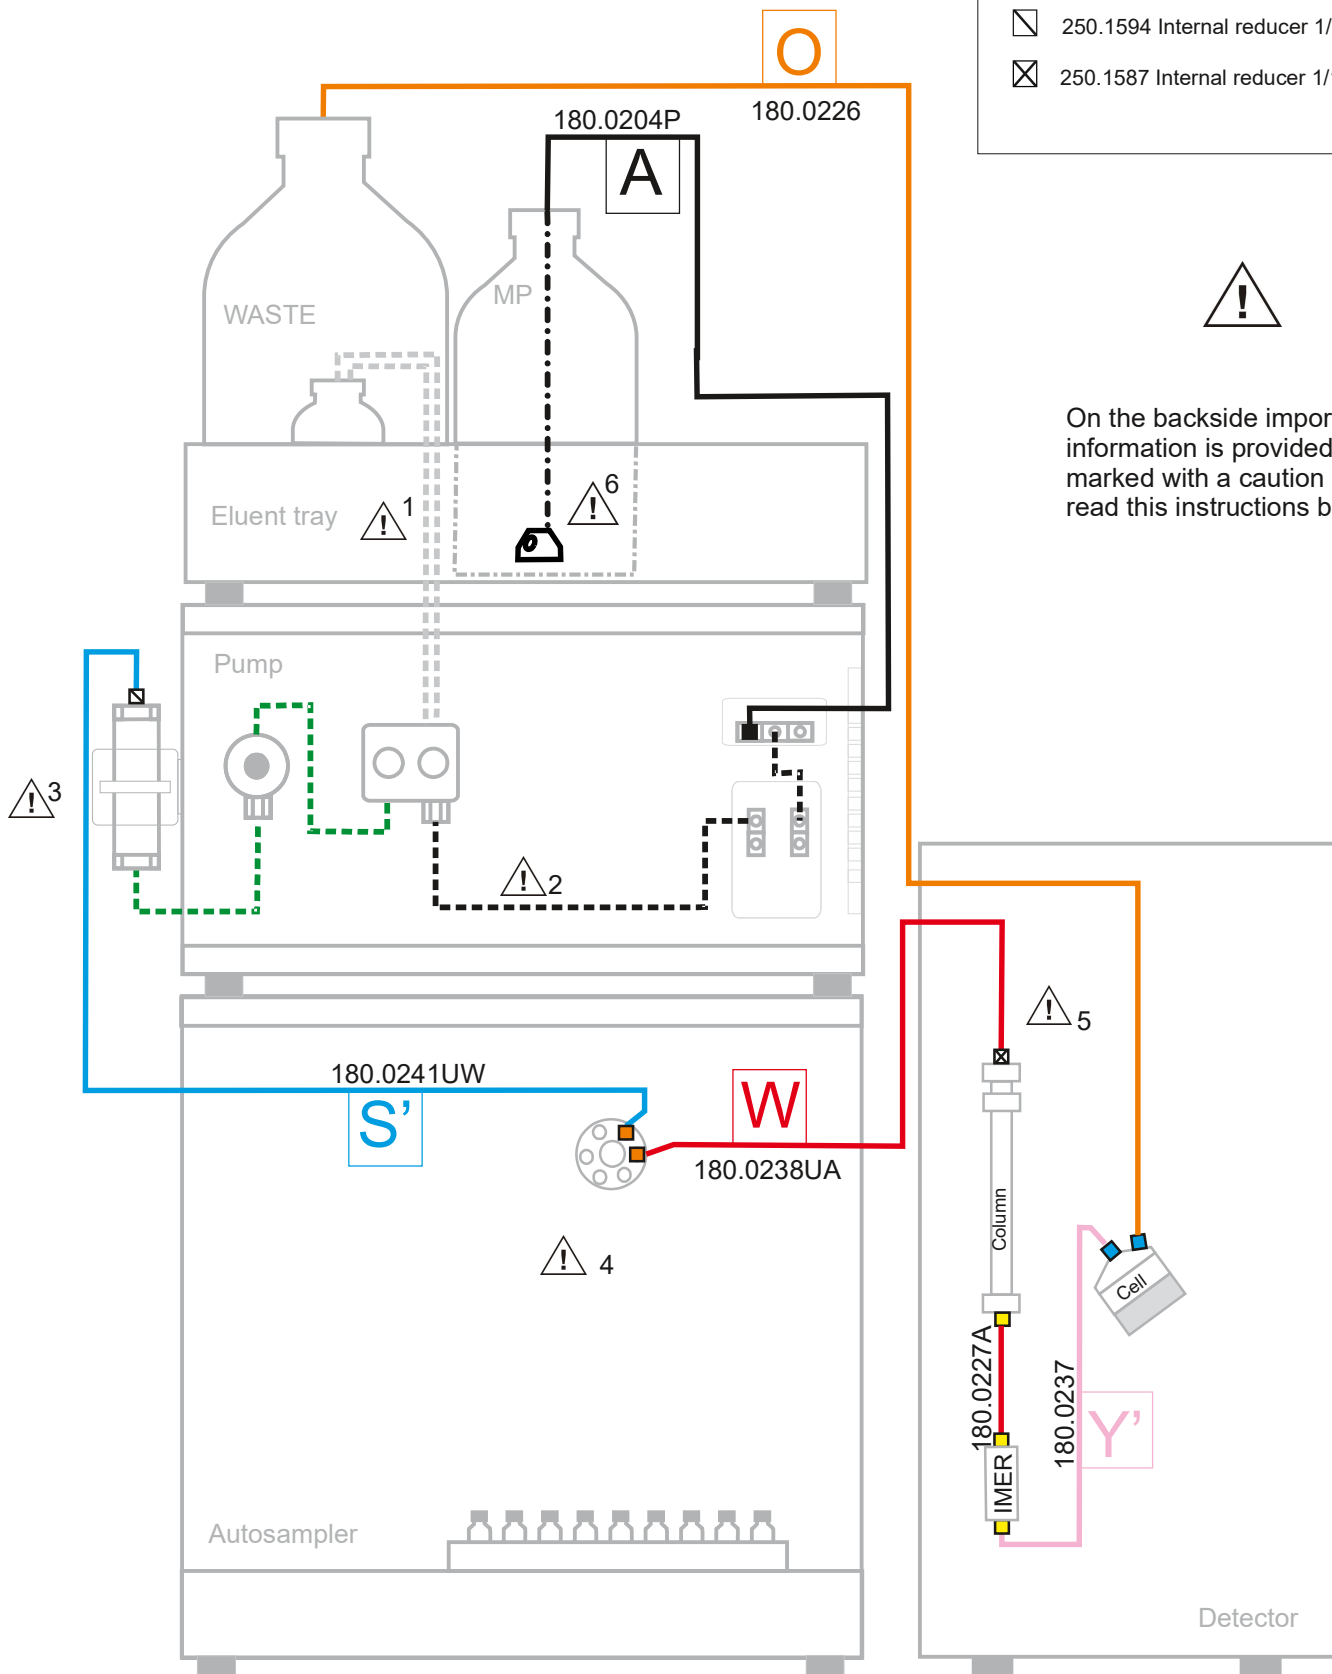 O
180.0226
250.1594 Internal reducer 1/
250.1587 Internal reducer 1/
180.0204P
A
WASTE
MP
!
On the backside impor
information is provided
marked with a caution
read this instructions b
Eluent tray
! 1
! 6
Pump
! 3
! 2
! 5
180.0241UW
S’
W
180.0238UA
! 4
Column
Cell
180.0227A
180.0237
Y’
IMER
Autosampler
Detector